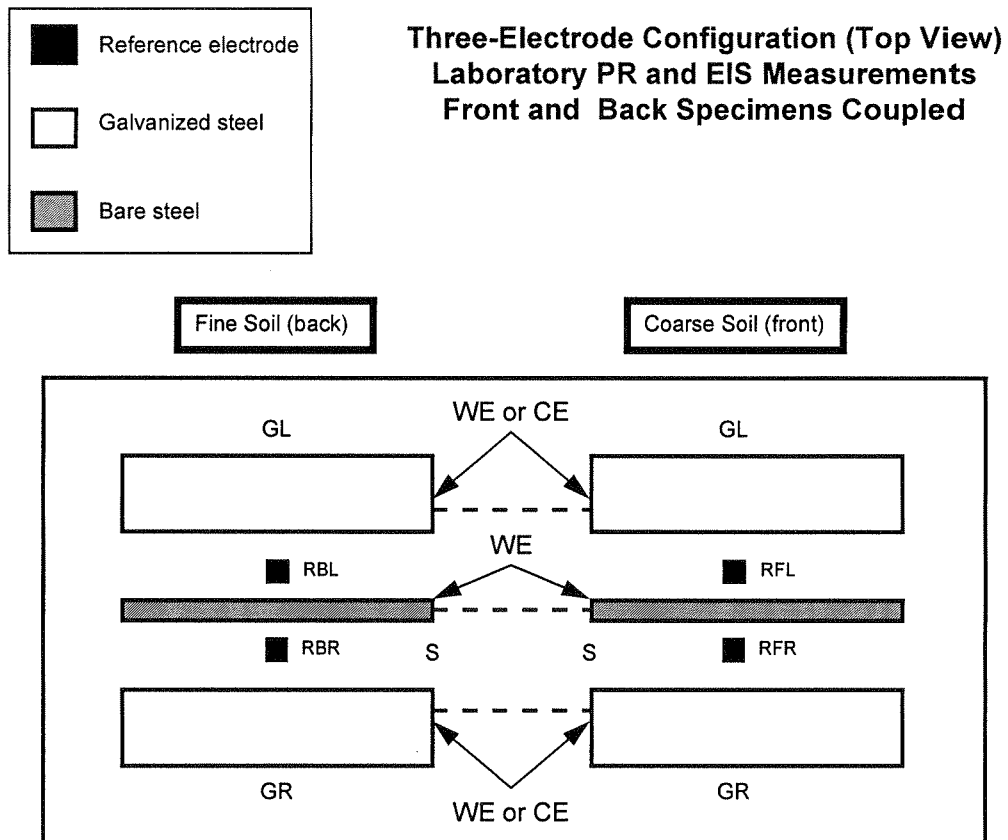 Reference electrode
Galvanized steel
Bare steel
Three-Electrode Configuration (Top View)
Laboratory PR and EIS Measurements
Front and Back Specimens Coupled
Fine Soil (back)
Coarse Soil (front)
WE or CE
GL
GL
WE
RBL
RFL
RBR
S
S
RFR
GR
GR
WE or CE